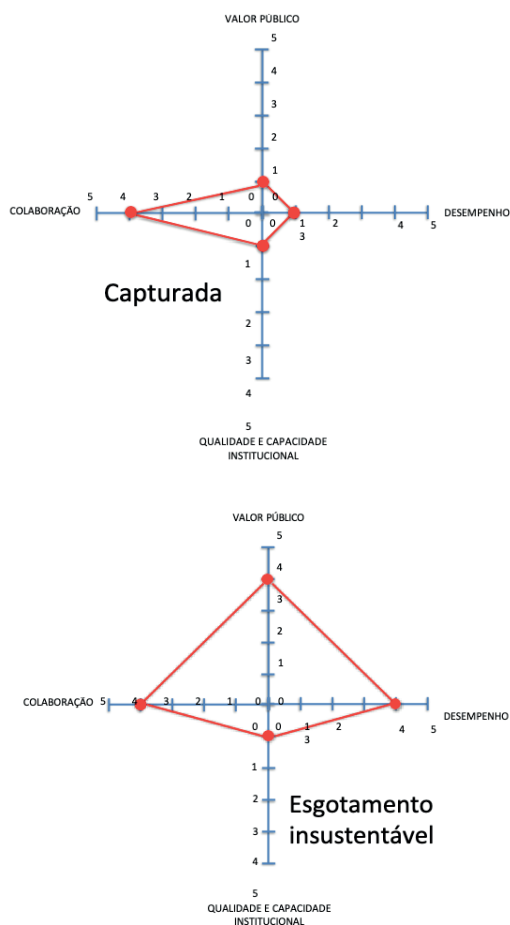 VALOR PÚBLICO
5
4
3
2
1
5 4 3 2 1 0 0
COLABORAÇÃO
DESEMPENHO
0 0 1 4 5
3
1
Capturada
2
3
4
5
QUALIDADE E CAPACIDADE
INSTITUCIONAL
VALOR PÚBLICO
5
4
3
2
1
COLABORAÇÃO 5 4 3 2 1 0 0
DESEMPENHO
0 0 1 4 5
3
1
2
Esgotamento
3
insustentável
4
5
QUALIDADE E CAPACIDADE
INSTITUCIONAL